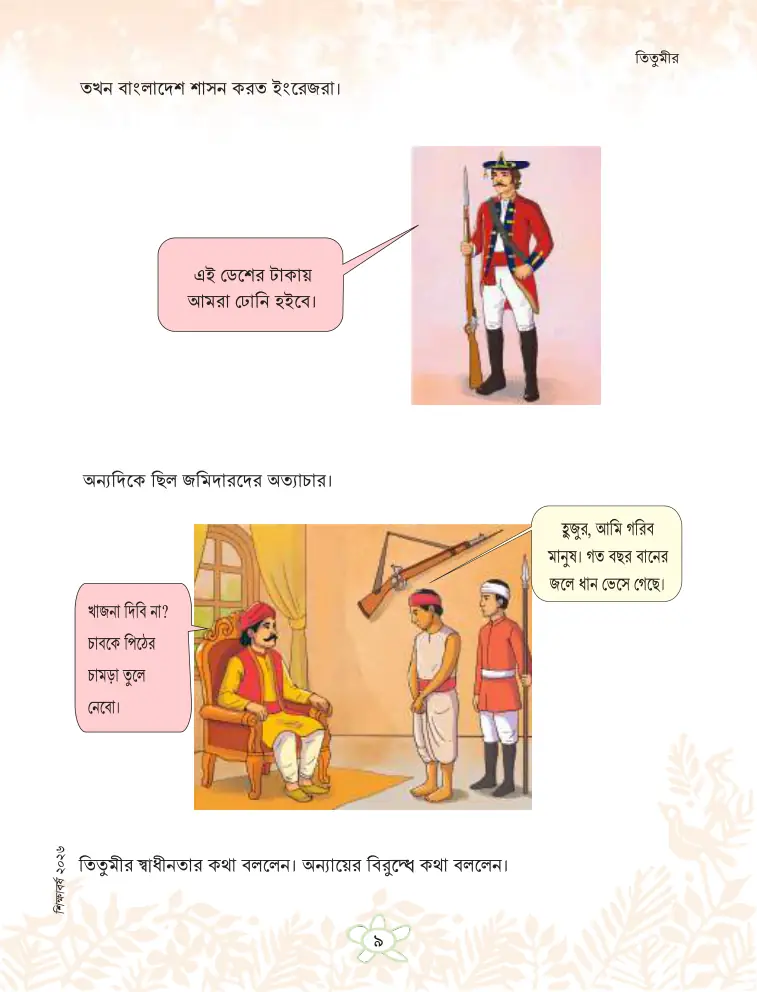 তিতুমীর
তখন বাংলাদেশ শাসন করত ইংরেজরা।
এই ডেশের টাকায়
আমরা ঢোনি হইবে।
অন্যদিকে ছিল জমিদারদের অত্যাচার।
হুজুর, আমি গরিব
মানুষ। গত বছর বানের
জলে ধান ভেসে গেছে।
খাজনা দিবি না?
চাবকে পিঠের
চামড়া তুলে
নেবো।
তিতুমীর স্বাধীনতার কথা বললেন। অন্যায়ের বিরুদ্ধে কথা বললেন।
শিক্ষাবর্ষ ২০২৬
৯